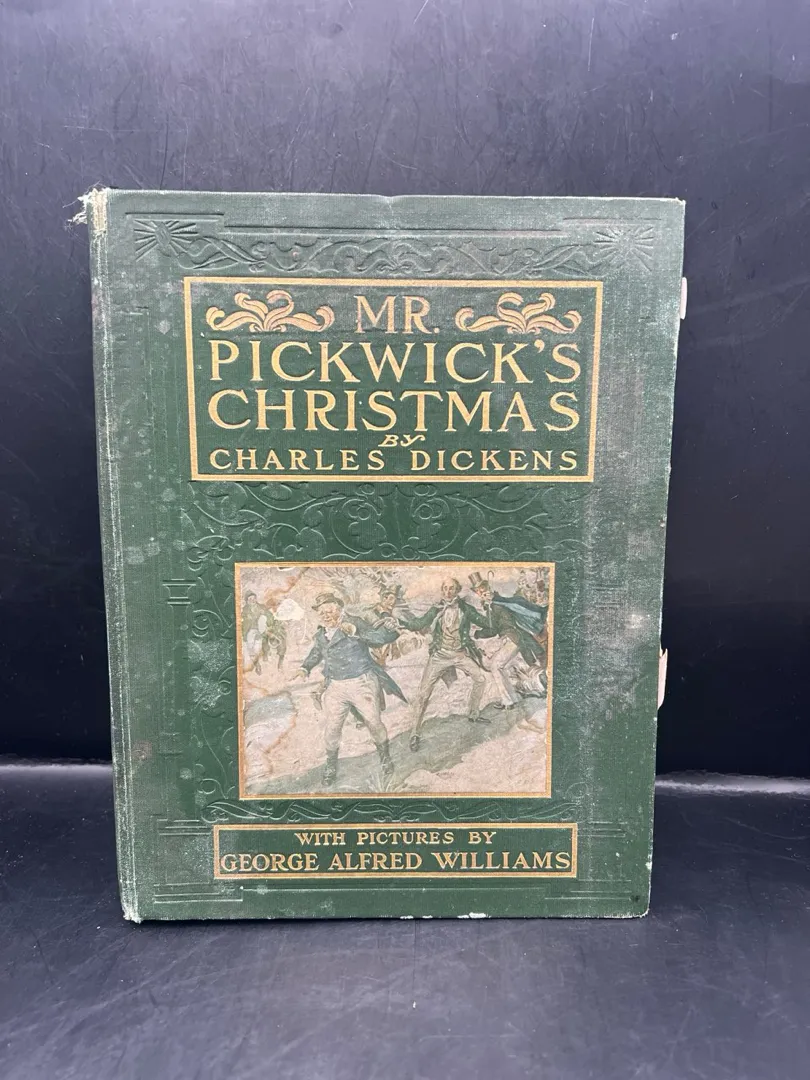 MR.
PICKWICK'S
CHRISTMAS
BY
CHARLES DICKENS
WITH PICTURES BY
GEORGE ALFRED WILLIAMS